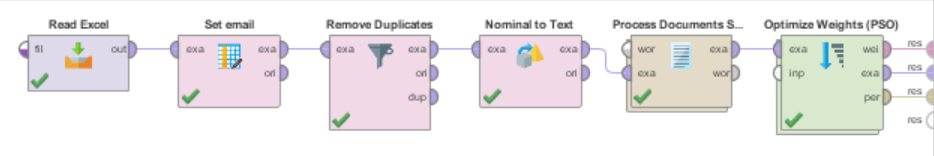 Read Excel
Set email
Remove Duplicates
Nominal to Text
Process Documents S...
Optimize Weights (PSO)
fil
out
exa
exa
ori
exa
exa
ori
dup
exa
exa
ori
wor
exa
exa
wor
exa
wei
inp
exa
per
res
res
res
res